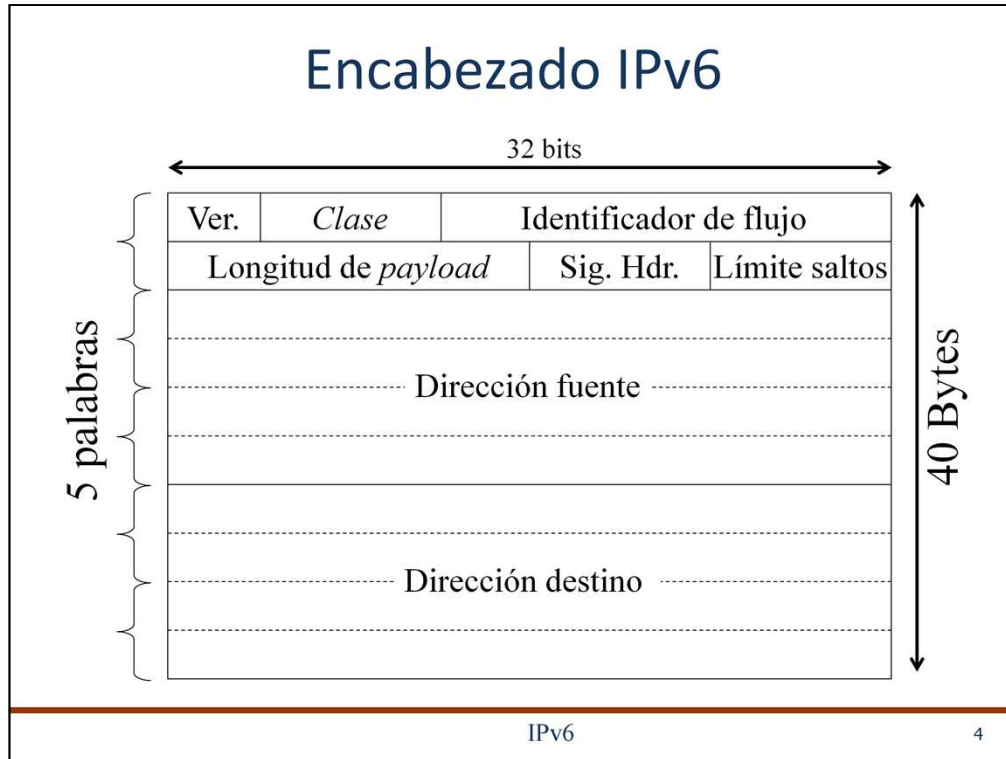 Encabezado IPv6
32 bits
Ver. Clase Identificador de flujo
Longitud de payload Sig. Hdr. Límite saltos
Dirección fuente
Dirección destino
5 palabras
40 Bytes
IPv6 4